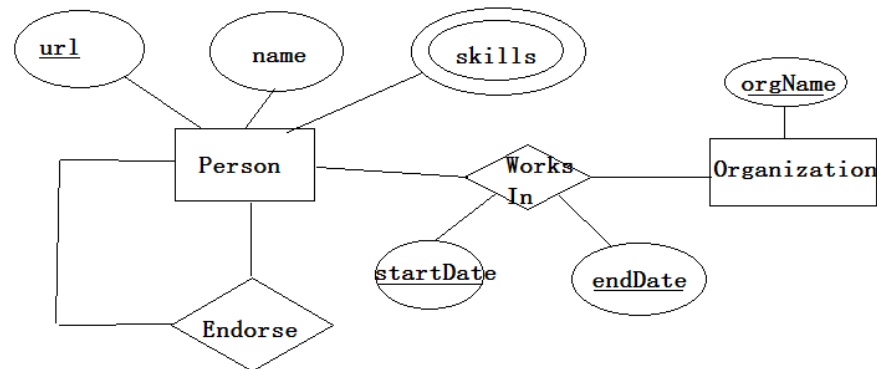 url
name
skills
orgName
Person
Works
In
Organization
startDate
endDate
Endorse